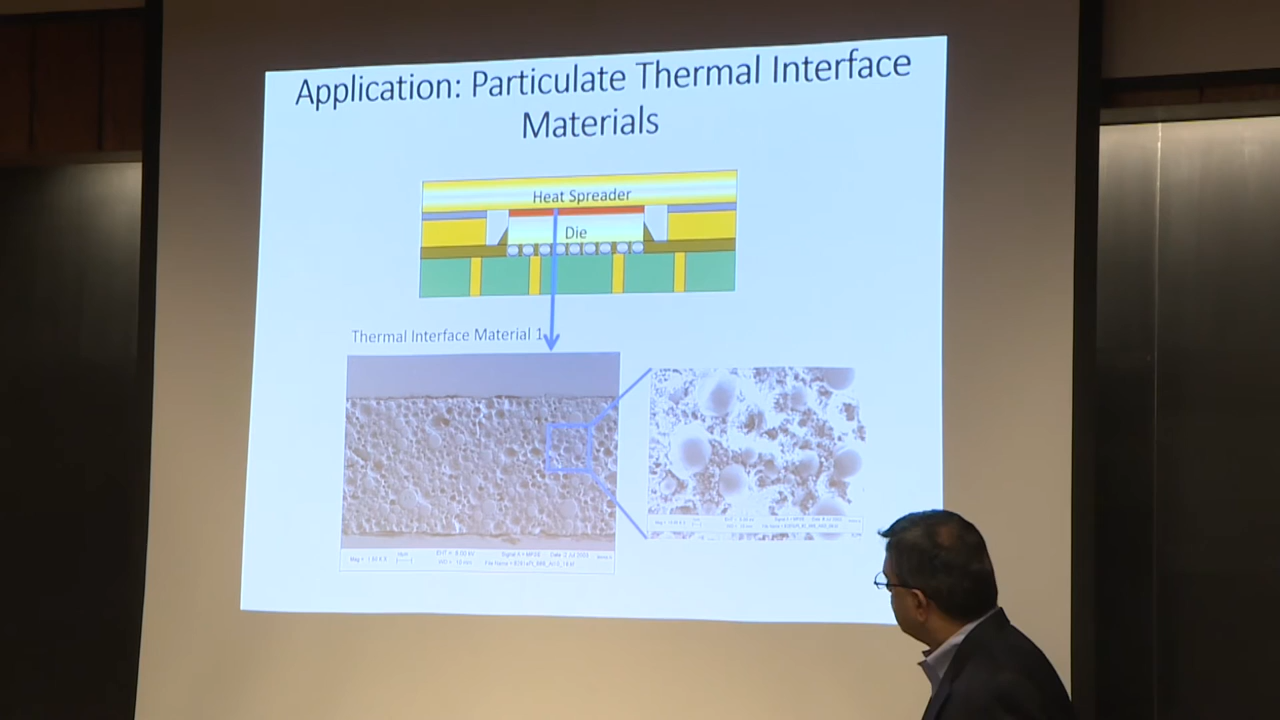 Application: Particulate Thermal Interface
Materials
Heat Spreader
Die
Thermal Interface Material 1